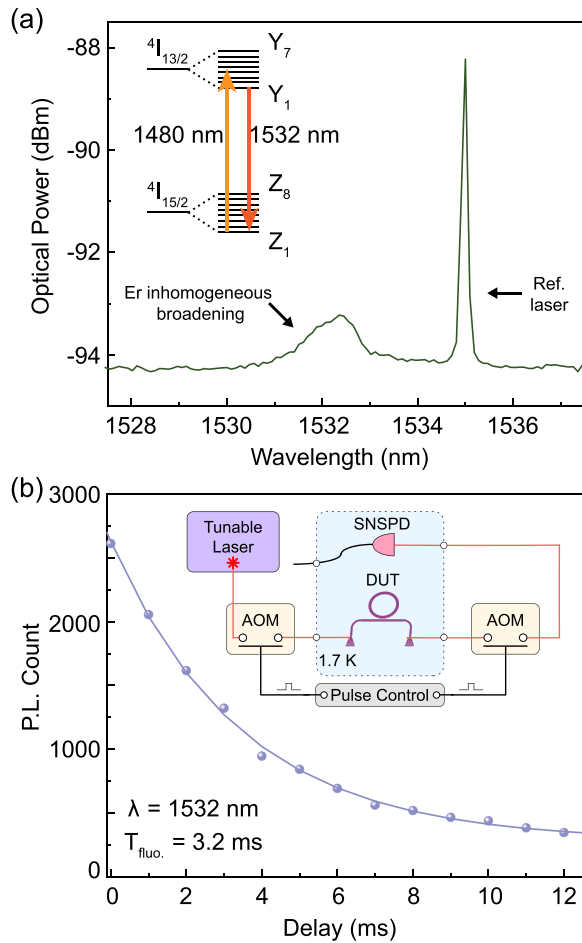 (a)
-88
-90
-92
-94
Optical Power (dBm)
⁴I₁₃/₂
Y₇
Y₁
1480 nm
1532 nm
⁴I₁₅/₂
Z₈
Z₁
Er inhomogeneous
broadening
Ref.
laser
1528
1530
1532
1534
1536
Wavelength (nm)
(b)
3000
2000
1000
0
P.L. Count
Tunable
Laser
SNSPD
DUT
AOM
AOM
1.7 K
Pulse Control
λ = 1532 nm
T fluo. = 3.2 ms
0
2
4
6
8
10
12
Delay (ms)